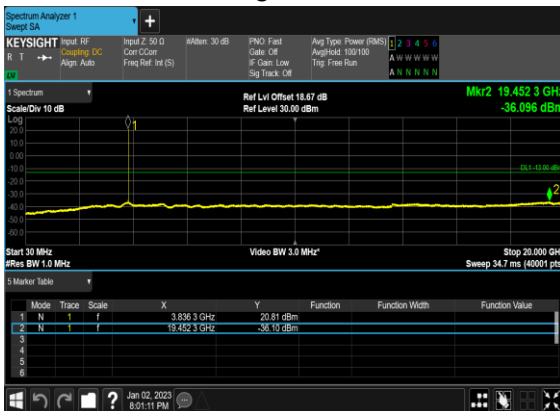 Spectrum Analyzer 1
Swept SA
+
KEYSIGHT Input: RF Input Z: 50 Ω #Atten: 30 dB PNO: Fast Avg Type: Power (RMS) 1 2 3 4 5 6
R T Coupling: DC Corr CCorr Gate: Off Avg|Hold: 100/100 A W W W W W
Align: Auto Freq Ref: Int (S) IF Gain: Low Trig: Free Run
Sig Track: Off A N N N N N
1 Spectrum Ref Lvl Offset 18.67 dB Mkr2 19.452 3 GHz
Scale/Div 10 dB Ref Level 30.00 dBm -36.096 dBm
Log
1
20.0
10.0
0.00
-10.0
DL1 -13.00 dBm
-20.0
2
-30.0
-40.0
-50.0
-60.0
Start 30 MHz Video BW 3.0 MHz* Stop 20.000 GH
#Res BW 1.0 MHz Sweep 34.7 ms (40001 pts
5 Marker Table
Mode Trace Scale X Y Function Function Width Function Value
1 N 1 f 3.836 3 GHz 20.81 dBm
2 N 1 f 19.452 3 GHz -36.10 dBm
3
4
5
6
? Jan 02, 2023
8:01:11 PM